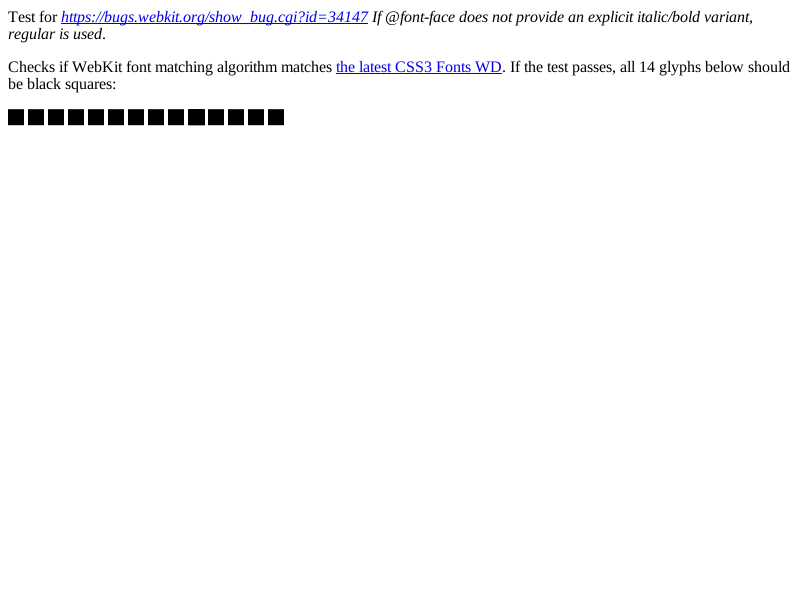 Test for https://bugs.webkit.org/show_bug.cgi?id=34147 If @font-face does not provide an explicit italic/bold variant,
regular is used.
Checks if WebKit font matching algorithm matches the latest CSS3 Fonts WD. If the test passes, all 14 glyphs below should
be black squares: